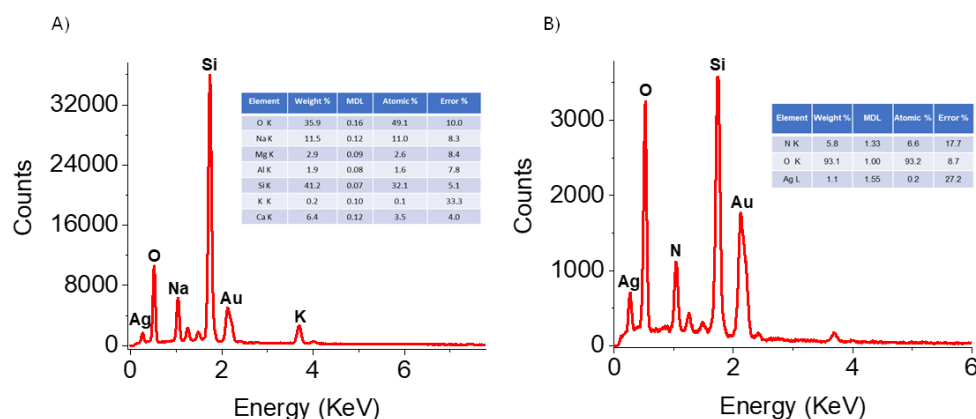 A)
Si
32000
24000
16000
8000
0
Counts
O
Ag
Na
Au
K
0
2
4
6
Energy (KeV)
Element Weight % MDL Atomic % Error %
O K 35.9 0.16 49.1 10.0
Na K 11.5 0.12 11.0 8.3
Mg K 2.9 0.09 2.6 8.4
Al K 1.9 0.08 1.6 7.8
Si K 41.2 0.07 32.1 5.1
K K 0.2 0.10 0.1 33.3
Ca K 6.4 0.12 3.5 4.0
B)
Si
O
3000
2000
1000
0
Counts
Au
N
Ag
0
2
4
6
Energy (KeV)
Element Weight % MDL Atomic % Error %
N K 5.8 1.33 6.6 17.7
O K 93.1 1.00 93.2 8.7
Ag L 1.1 1.55 0.2 27.2